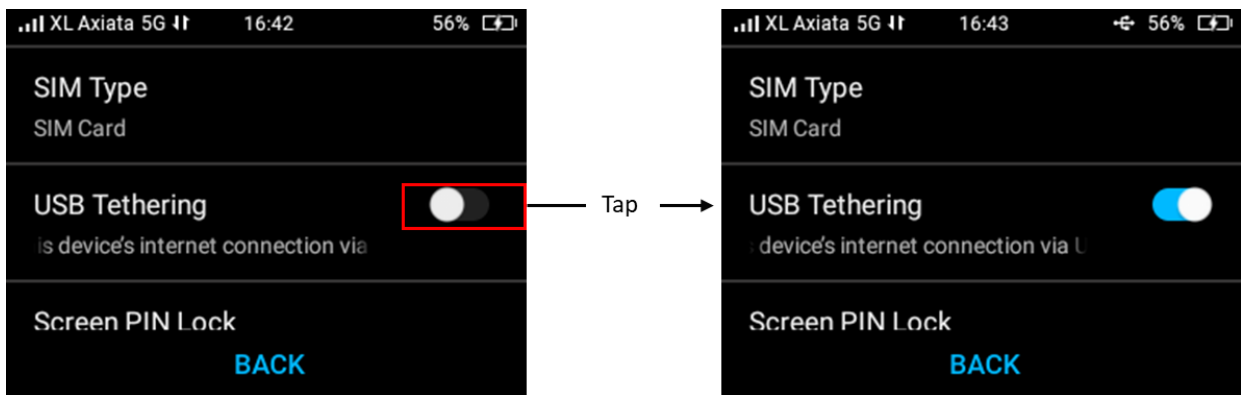 XL Axiata 5G 16:42 56%
SIM Type
SIM Card
USB Tethering
is device's internet connection via
Screen PIN Lock
BACK
Tap
XL Axiata 5G 16:43 56%
SIM Type
SIM Card
USB Tethering
device's internet connection via U
Screen PIN Lock
BACK